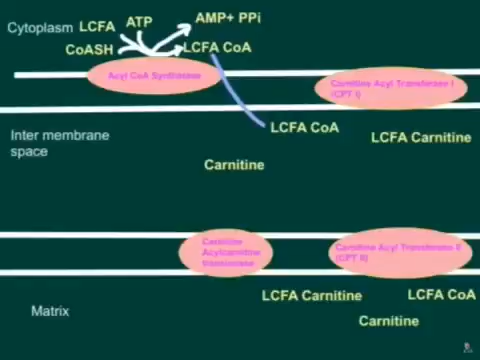 Cytoplasm LCFA ATP AMP+ PPi
CoASH LCFA CoA
Acyl CoA Synthetase
Carnitine Acyl Transferase I
(CPT I)
Inter membrane
space
LCFA CoA
LCFA Carnitine
Carnitine
Carnitine
Acylcarnitine
translocase
Carnitine Acyl Transferase II
(CPT II)
LCFA Carnitine LCFA CoA
Matrix
Carnitine